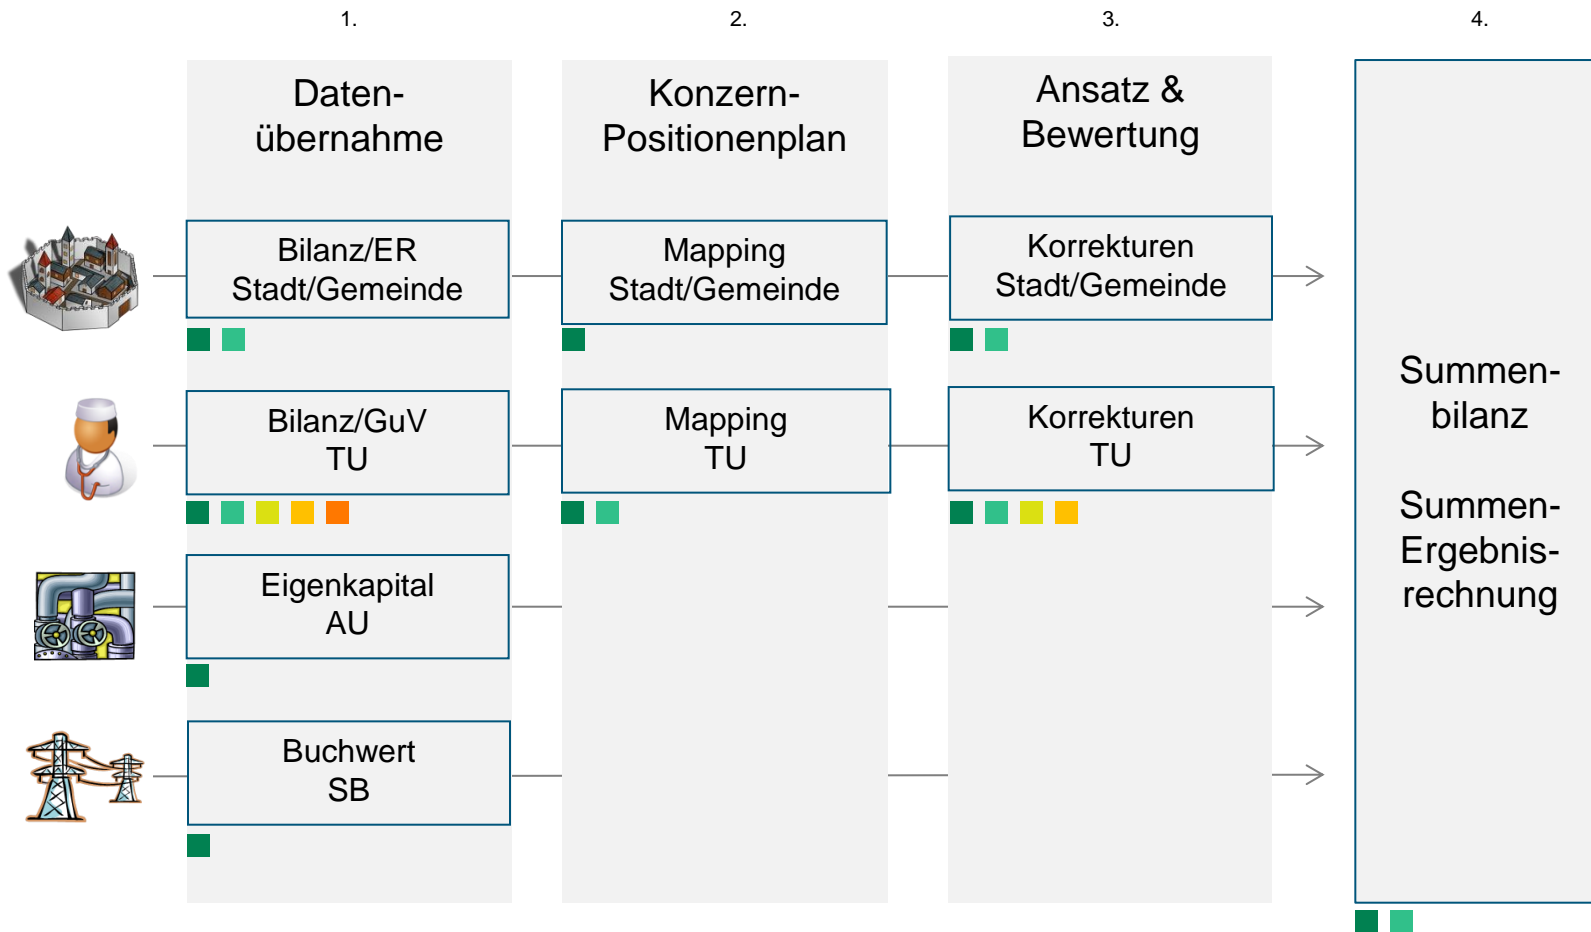 1.
2.
3.
4.
Daten-
übernahme
Konzern-
Positionenplan
Ansatz &
Bewertung
Bilanz/ER
Stadt/Gemeinde
Mapping
Stadt/Gemeinde
Korrekturen
Stadt/Gemeinde
Bilanz/GuV
TU
Mapping
TU
Korrekturen
TU
Eigenkapital
AU
Buchwert
SB
Summen-
bilanz
Summen-
Ergebnis-
rechnung